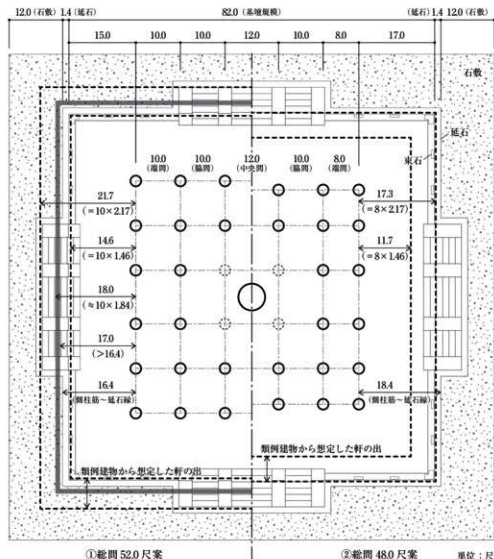 12.0(石敷) 1.4(延石) 82.0(基壇規模) (延石)1.4 12.0(石敷)
15.0 10.0 10.0 12.0 10.0 8.0 17.0
石敷
延石
束石
10.0 10.0 12.0 10.0 8.0
(端間) (脇間) (中央間) (脇間) (端間)
21.7
(=10×2.17)
17.3
(=8×2.17)
14.6
(=10×1.46)
11.7
(=8×1.46)
18.0
(≒10×1.84)
17.0
(>16.4)
16.4
(側柱筋~延石縁)
18.4
(側柱筋~延石縁)
類例建物から想定した軒の出
類例建物から想定した軒の出
①総間 52.0 尺案 ②総間 48.0 尺案 単位:尺